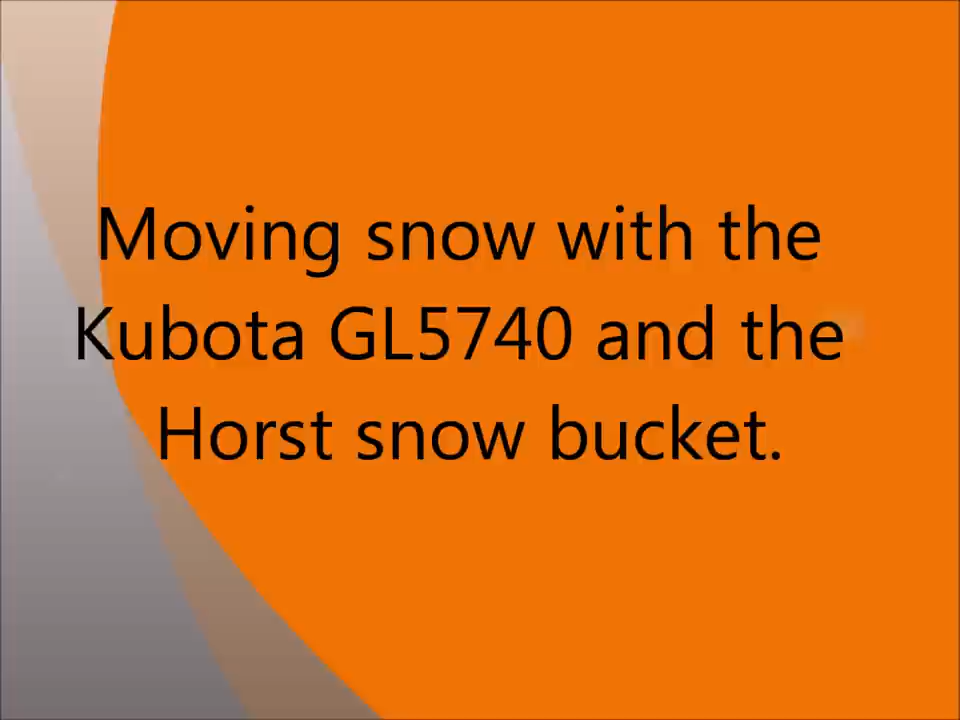 Moving snow with the
Kubota GL5740 and the
Horst snow bucket.